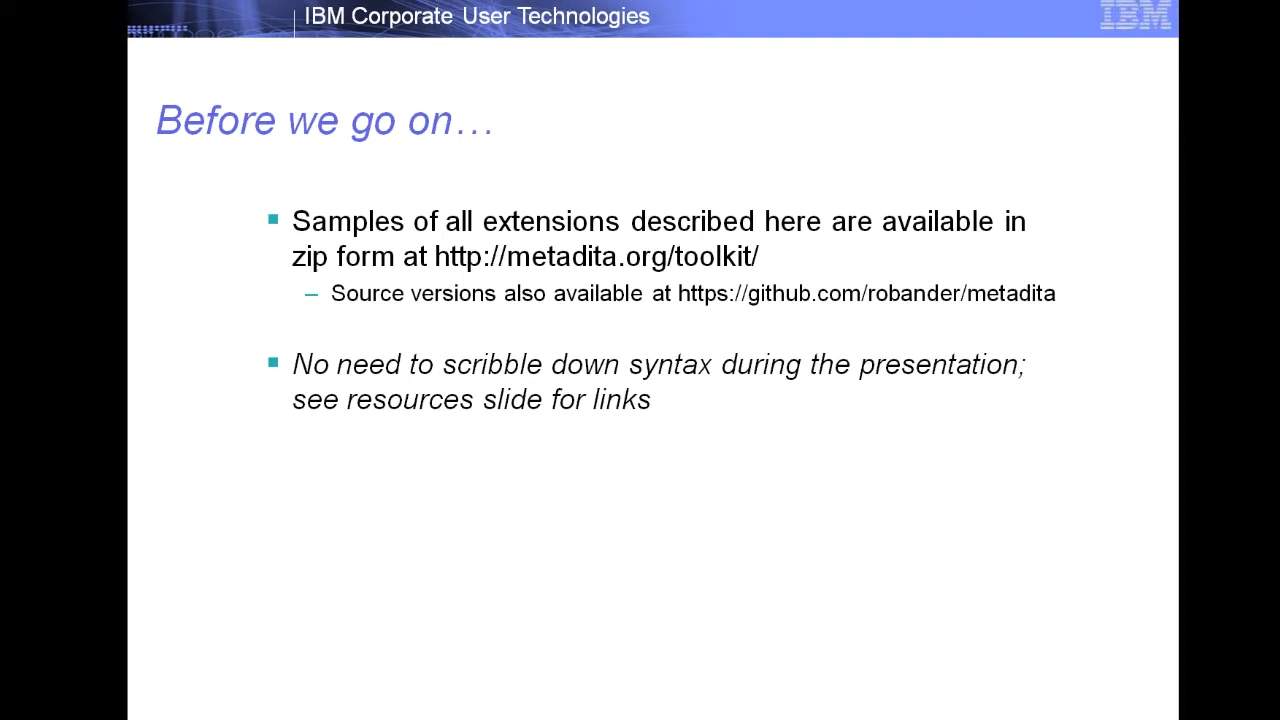 IBM Corporate User Technologies
IBM
Before we go on…
Samples of all extensions described here are available in
zip form at http://metadita.org/toolkit/
– Source versions also available at https://github.com/robander/metadita
No need to scribble down syntax during the presentation;
see resources slide for links